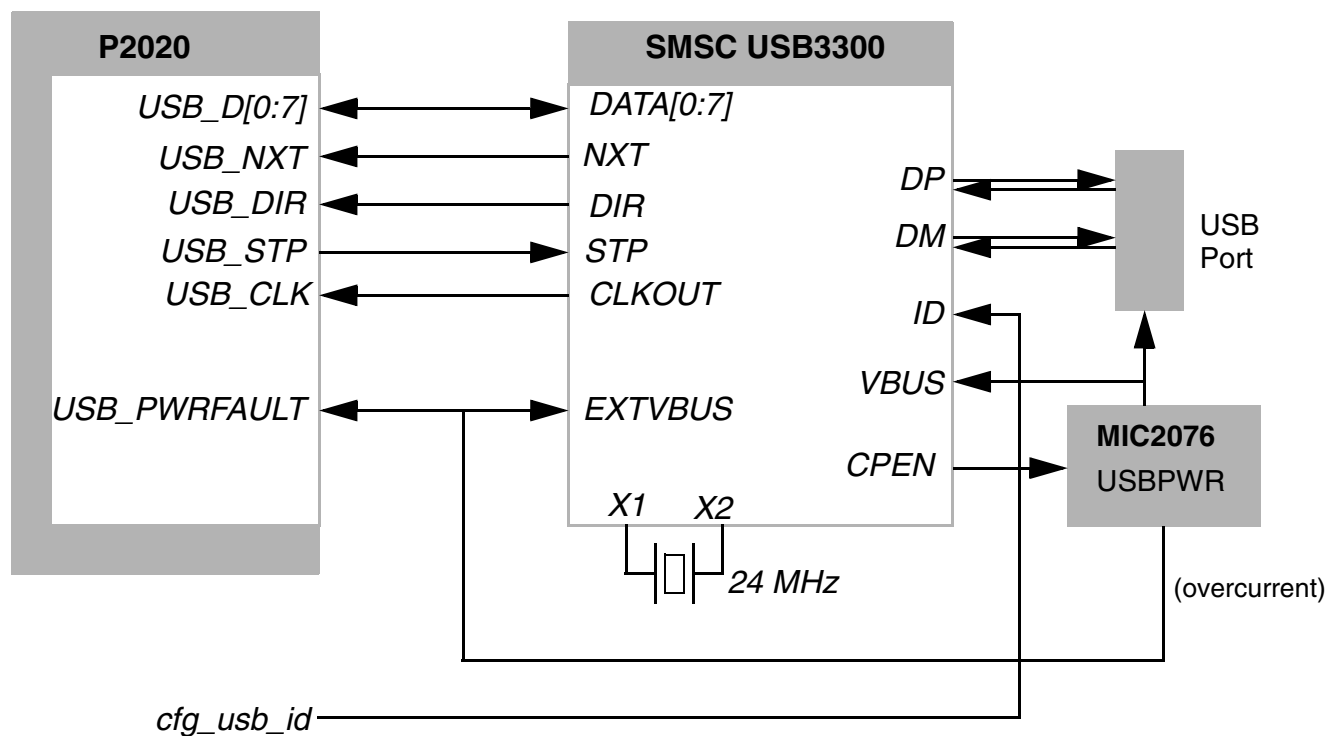 P2020
SMSC USB3300
USB_D[0:7]
DATA[0:7]
USB_NXT
NXT
USB_DIR
DIR
USB_STP
STP
USB_CLK
CLKOUT
USB_PWRFAULT
EXTVBUS
DP
DM
ID
VBUS
CPEN
X1
X2
24 MHz
USB
Port
MIC2076
USBPWR
(overcurrent)
cfg_usb_id